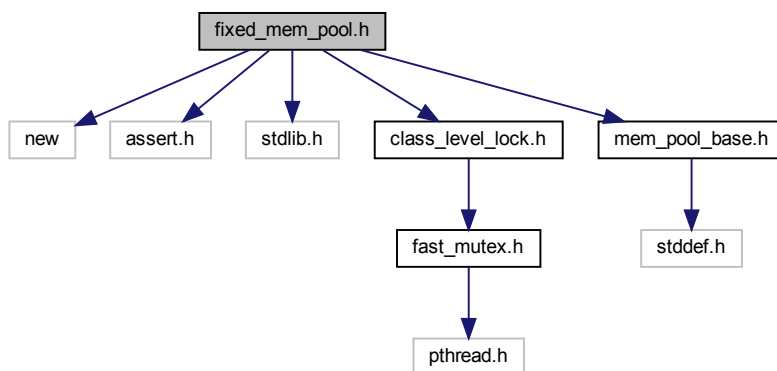 fixed_mem_pool.h
new
assert.h
stdlib.h
class_level_lock.h
mem_pool_base.h
fast_mutex.h
stddef.h
pthread.h